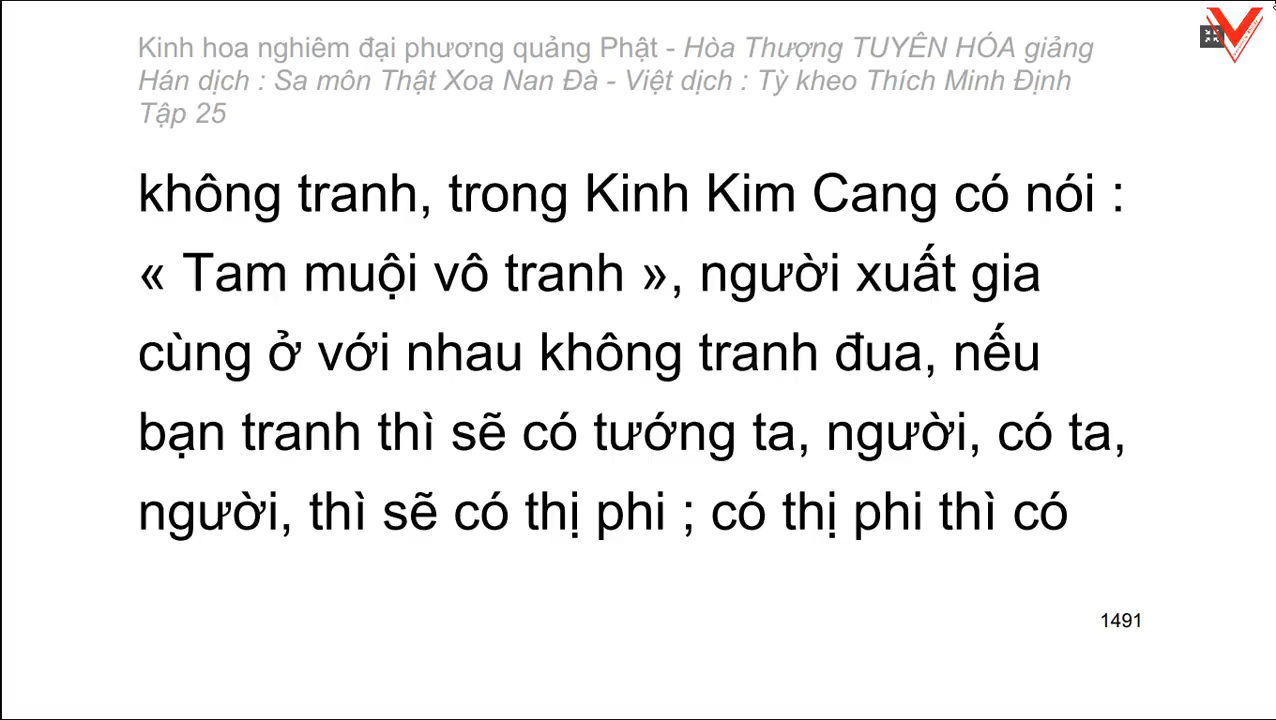 Kinh hoa nghiêm đại phương quảng Phật - Hòa Thượng TUYÊN HÓA giảng
Hán dịch : Sa môn Thật Xoa Nan Đà - Việt dịch : Tỳ kheo Thích Minh Định
Tập 25
không tranh, trong Kinh Kim Cang có nói :
« Tam muội vô tranh », người xuất gia
cùng ở với nhau không tranh đua, nếu
bạn tranh thì sẽ có tướng ta, người, có ta,
người, thì sẽ có thị phi ; có thị phi thì có
1491